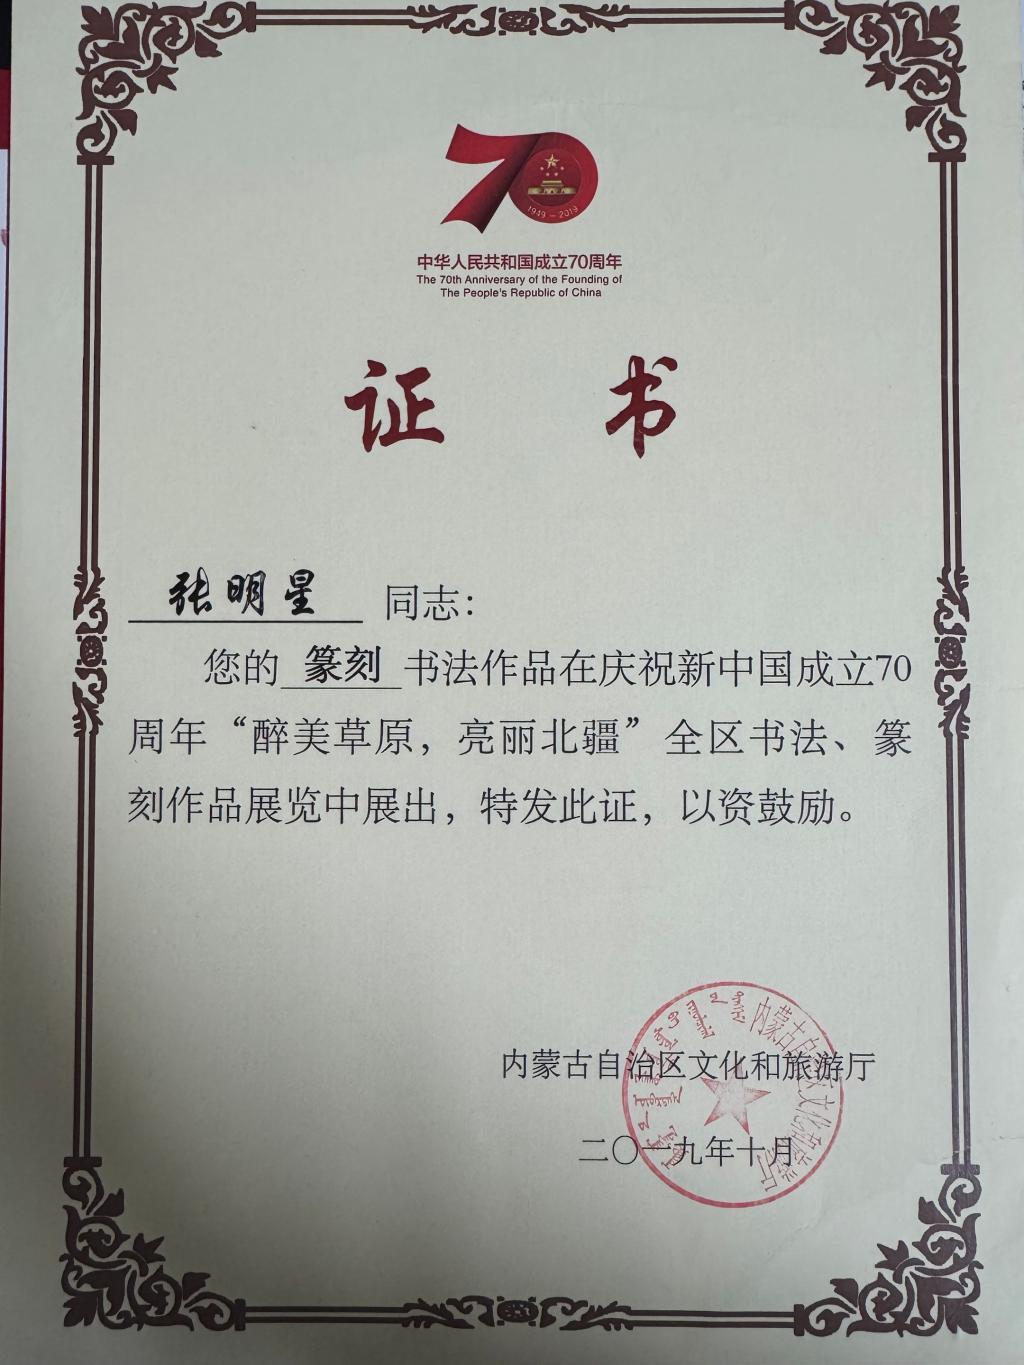 1949-2019
中华人民共和国成立70周年
The 70th Anniversary of the Founding of
The People's Republic of China
证书
张明星 同志：
您的 篆刻 书法作品在庆祝新中国成立70
周年“醉美草原，亮丽北疆”全区书法、篆
刻作品展览中展出，特发此证，以资鼓励。
内蒙古自治区文化和旅游厅
二〇一九年十月